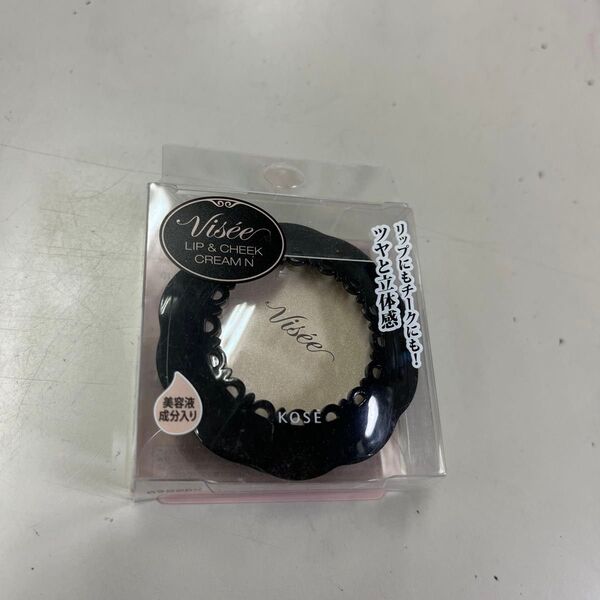 Visée
LIP & CHEEK
CREAM N
リップにもチークにも!
ツヤと立体感
Visée
KOSÉ
美容液
成分入り